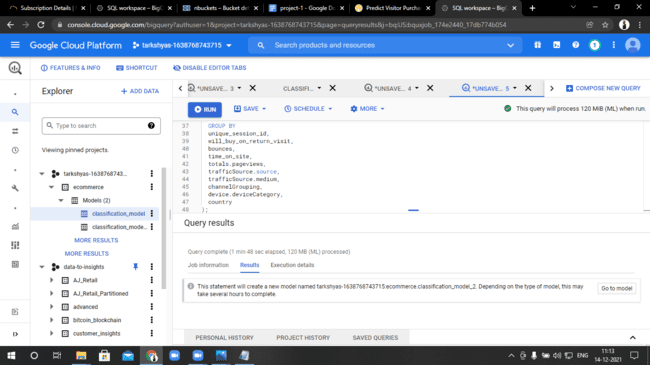 Subscription Details |
SQL workspace – BigQ
nbuckets – Bucket det
project-1 - Google Do
Predict Visitor Purcha
SQL workspace – BigQ
console.cloud.google.com/bigquery?authuser=1&project=tarkshyas-1638768743715&page=queryresults&j=bq:US:bquxjob_174e2440_17db774b054
Google Cloud Platform
tarkshyas-1638768743715
Search products and resources
1
FEATURES & INFO
SHORTCUT
DISABLE EDITOR TABS
Explorer
+ ADD DATA
*UNSAVE... 3
CLASSIFI...
*UNSAVE... 4
*UNSAVE... 5
COMPOSE NEW QUERY
RUN
SAVE
SCHEDULE
MORE
This query will process 120 MiB (ML) when run.
Type to search
Viewing pinned projects.
tarkshyas-1638768743...
ecommerce
Models (2)
classification_model
classification_mode...
MORE RESULTS
MORE RESULTS
data-to-insights
AJ_Retail
AJ_Retail_Partitioned
advanced
bitcoin_blockchain
customer_insights
37 GROUP BY
38 unique_session_id,
39 will_buy_on_return_visit,
40 bounces,
41 time_on_site,
42 totals.pageviews,
43 trafficSource.source,
44 trafficSource.medium,
45 channelGrouping,
46 device.deviceCategory,
47 country
48 );
Query results
Query complete (1 min 48 sec elapsed, 120 MB (ML) processed)
Job information
Results
Execution details
This statement will create a new model named tarkshyas-1638768743715:ecommerce.classification_model_2. Depending on the type of model, this may
take several hours to complete.
Go to model
PERSONAL HISTORY
PROJECT HISTORY
SAVED QUERIES
ENG
11:13
14-12-2021